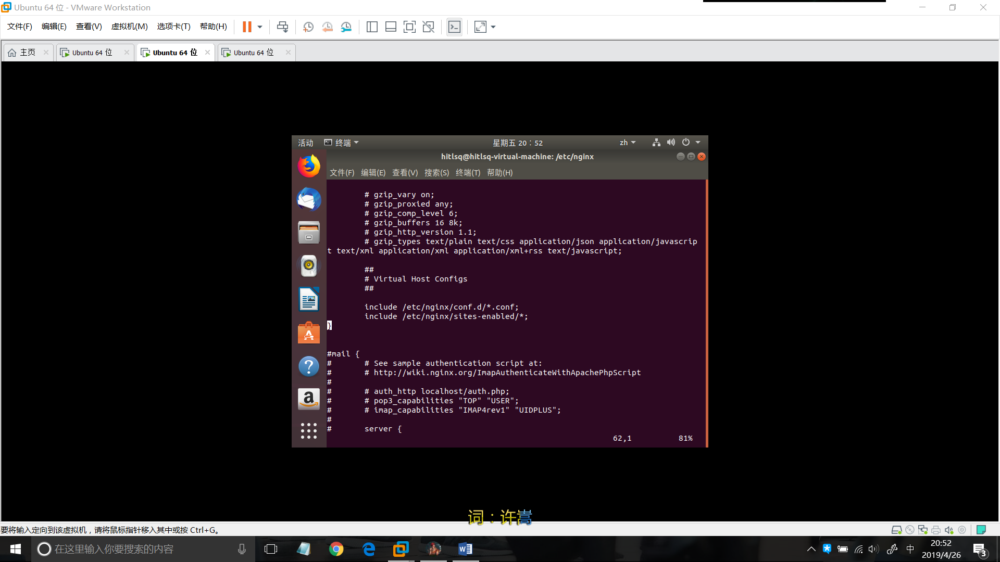 Ubuntu 64 位 - VMware Workstation
文件(F) 编辑(E) 查看(V) 虚拟机(M) 选项卡(T) 帮助(H)
主页 Ubuntu 64 位 Ubuntu 64 位 Ubuntu 64 位
活动 终端 星期五 20：52 zh
hitlsq@hitlsq-virtual-machine: /etc/nginx
文件(F) 编辑(E) 查看(V) 搜索(S) 终端(T) 帮助(H)
# gzip_vary on;
# gzip_proxied any;
# gzip_comp_level 6;
# gzip_buffers 16 8k;
# gzip_http_version 1.1;
# gzip_types text/plain text/css application/json application/javascrip
t text/xml application/xml application/xml+rss text/javascript;
##
# Virtual Host Configs
##
include /etc/nginx/conf.d/*.conf;
include /etc/nginx/sites-enabled/*;
}
#mail {
# # See sample authentication script at:
# # http://wiki.nginx.org/ImapAuthenticateWithApachePhpScript
#
# # auth_http localhost/auth.php;
# # pop3_capabilities "TOP" "USER";
# # imap_capabilities "IMAP4rev1" "UIDPLUS";
#
# server {
62,1 81%
词：许嵩
要将输入定向到该虚拟机，请将鼠标指针移入其中或按 Ctrl+G。
在这里输入你要搜索的内容
中
20:52
2019/4/26
3